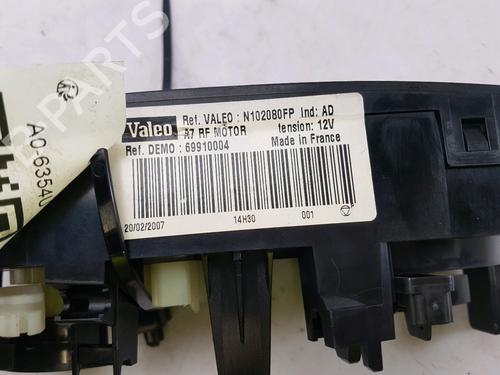 B-PARTS
A0-6354
Valeo
Ref. VALEO : N102080FP Ind: AD
A7 RF MOTOR tension: 12V
Ref. DEMO : 69910004 Made in France
20/02/2007 14H30 001